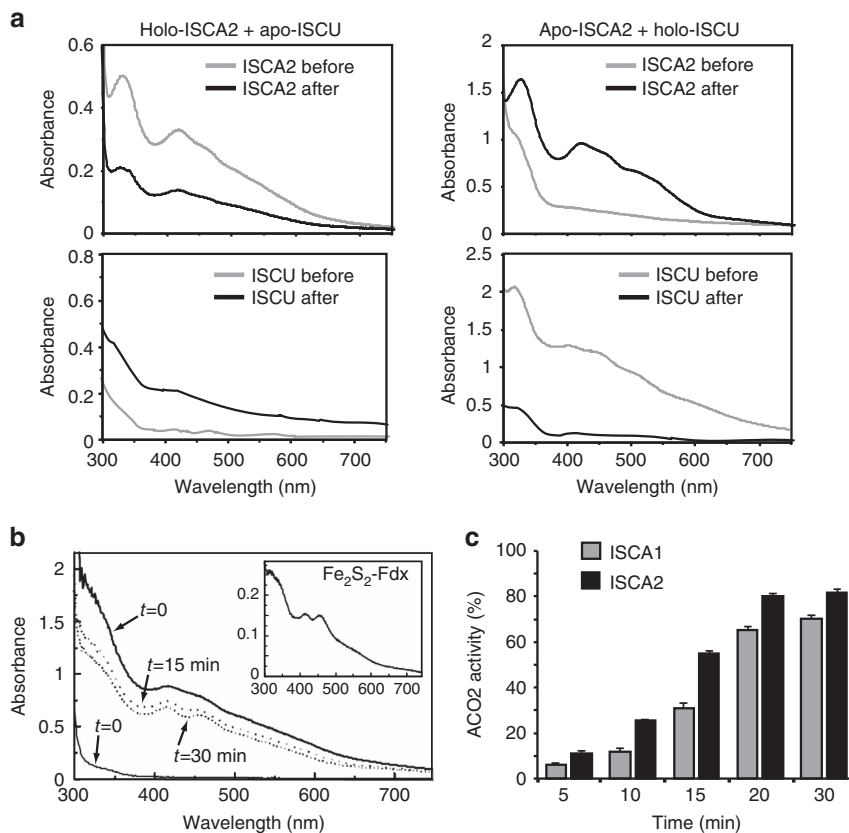 a
Holo-ISCA2 + apo-ISCU
Apo-ISCA2 + holo-ISCU
0.6
0.4
0.2
0
Absorbance
ISCA2 before
ISCA2 after
2
1.5
1
0.5
0
Absorbance
ISCA2 before
ISCA2 after
0.8
0.6
0.4
0.2
0
Absorbance
ISCU before
ISCU after
300 400 500 600 700
Wavelength (nm)
2.5
2
1.5
1
0.5
0
Absorbance
ISCU before
ISCU after
300 400 500 600 700
Wavelength (nm)
b
2
1.5
1
0.5
0
Absorbance
t=0
t=15 min
t=30 min
t=0
300 400 500 600 700
Wavelength (nm)
Fe₂S₂-Fdx
0.2
0.1
0
300 400 500 600 700
c
ISCA1
ISCA2
100
80
60
40
20
0
ACO2 activity (%)
5 10 15 20 30
Time (min)